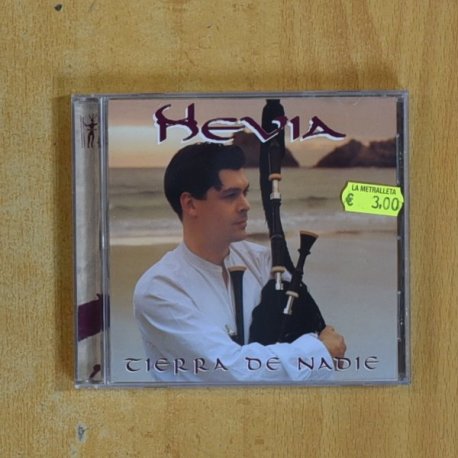 HEVIA
LA METRALLETA
€ 3,00
TIERRA DE NADIE